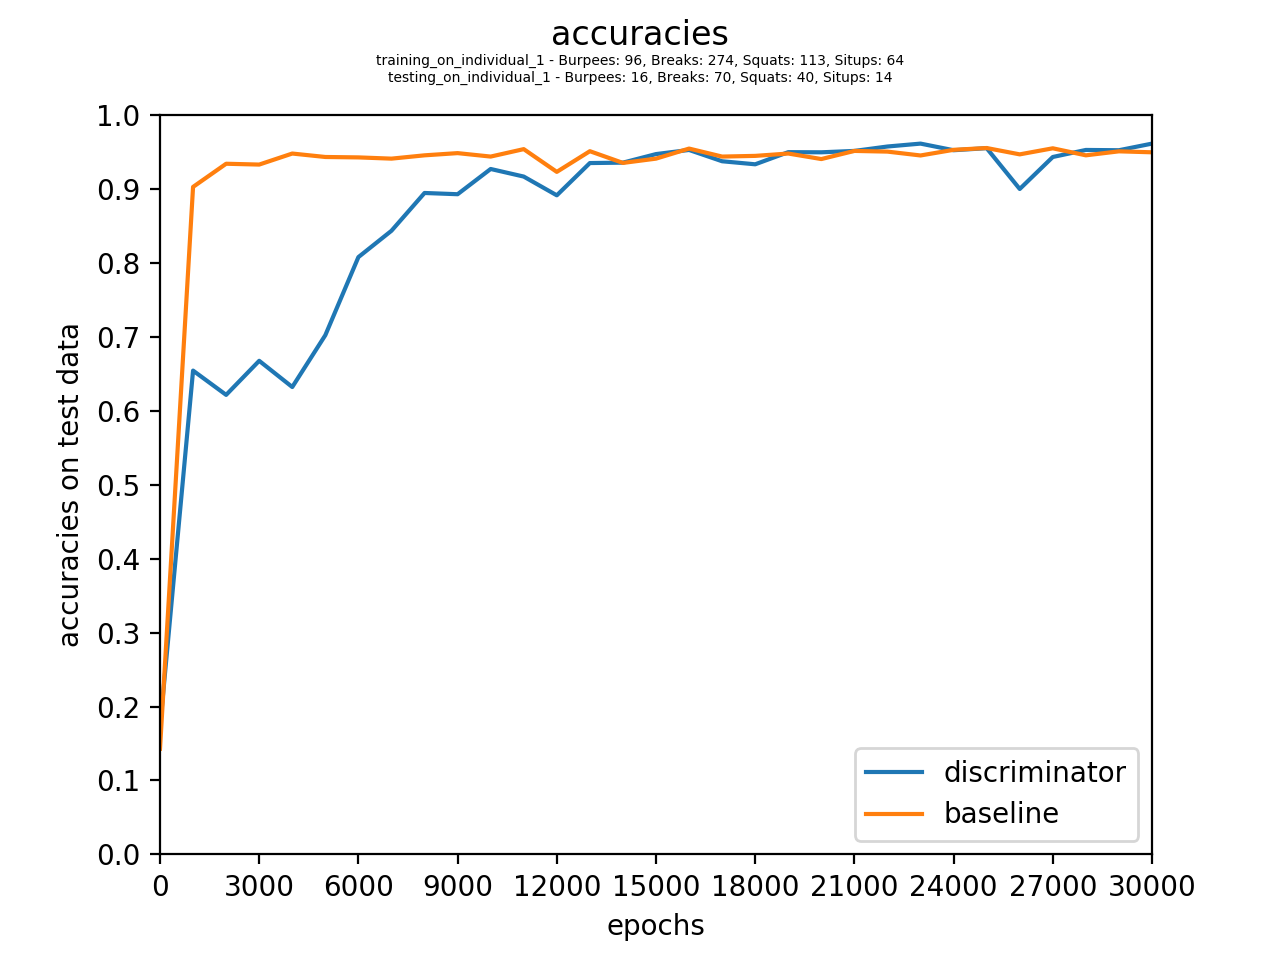 accuracies
training_on_individual_1 - Burpees: 96, Breaks: 274, Squats: 113, Situps: 64
testing_on_individual_1 - Burpees: 16, Breaks: 70, Squats: 40, Situps: 14
1.0
0.9
0.8
0.7
0.6
0.5
0.4
0.3
0.2
0.1
0.0
accuracies on test data
discriminator
baseline
0 3000 6000 9000 12000 15000 18000 21000 24000 27000 30000
epochs